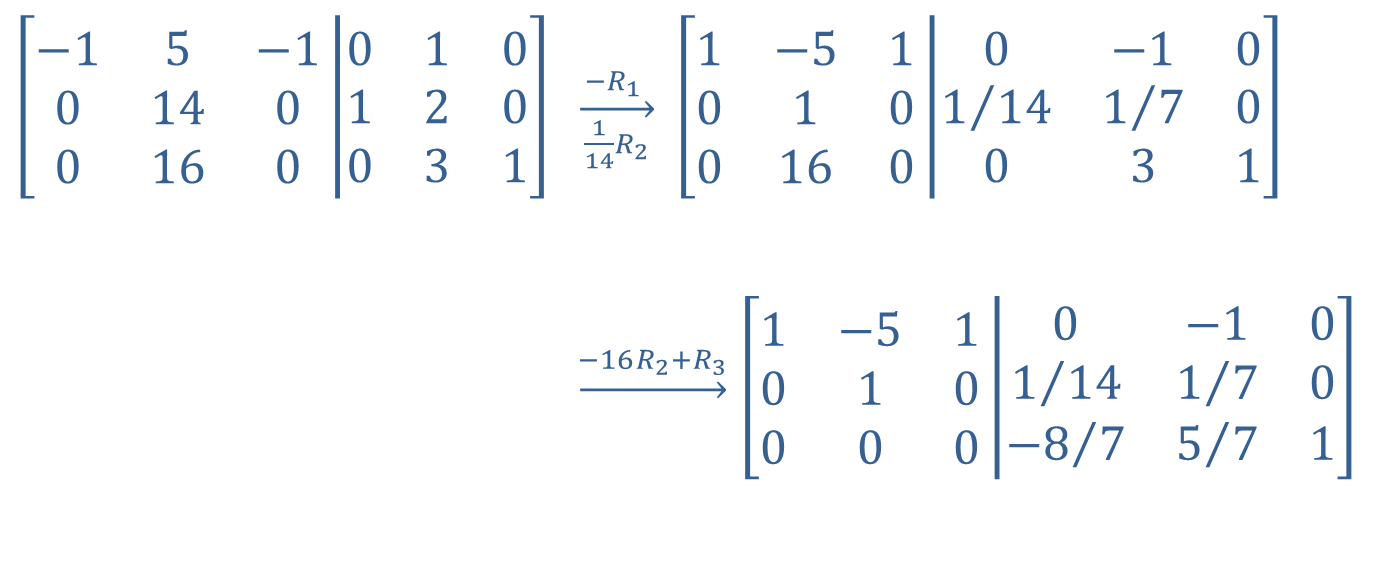 [ −1 5 −1 | 0 1 0 ] −R₁ [ 1 −5 1 | 0 −1 0 ]
[ 0 14 0 | 1 2 0 ] → [ 0 1 0 | 1/14 1/7 0 ]
[ 0 16 0 | 0 3 1 ] 1/14 R₂ [ 0 16 0 | 0 3 1 ]
−16R₂+R₃ [ 1 −5 1 | 0 −1 0 ]
→ [ 0 1 0 | 1/14 1/7 0 ]
[ 0 0 0 | −8/7 5/7 1 ]